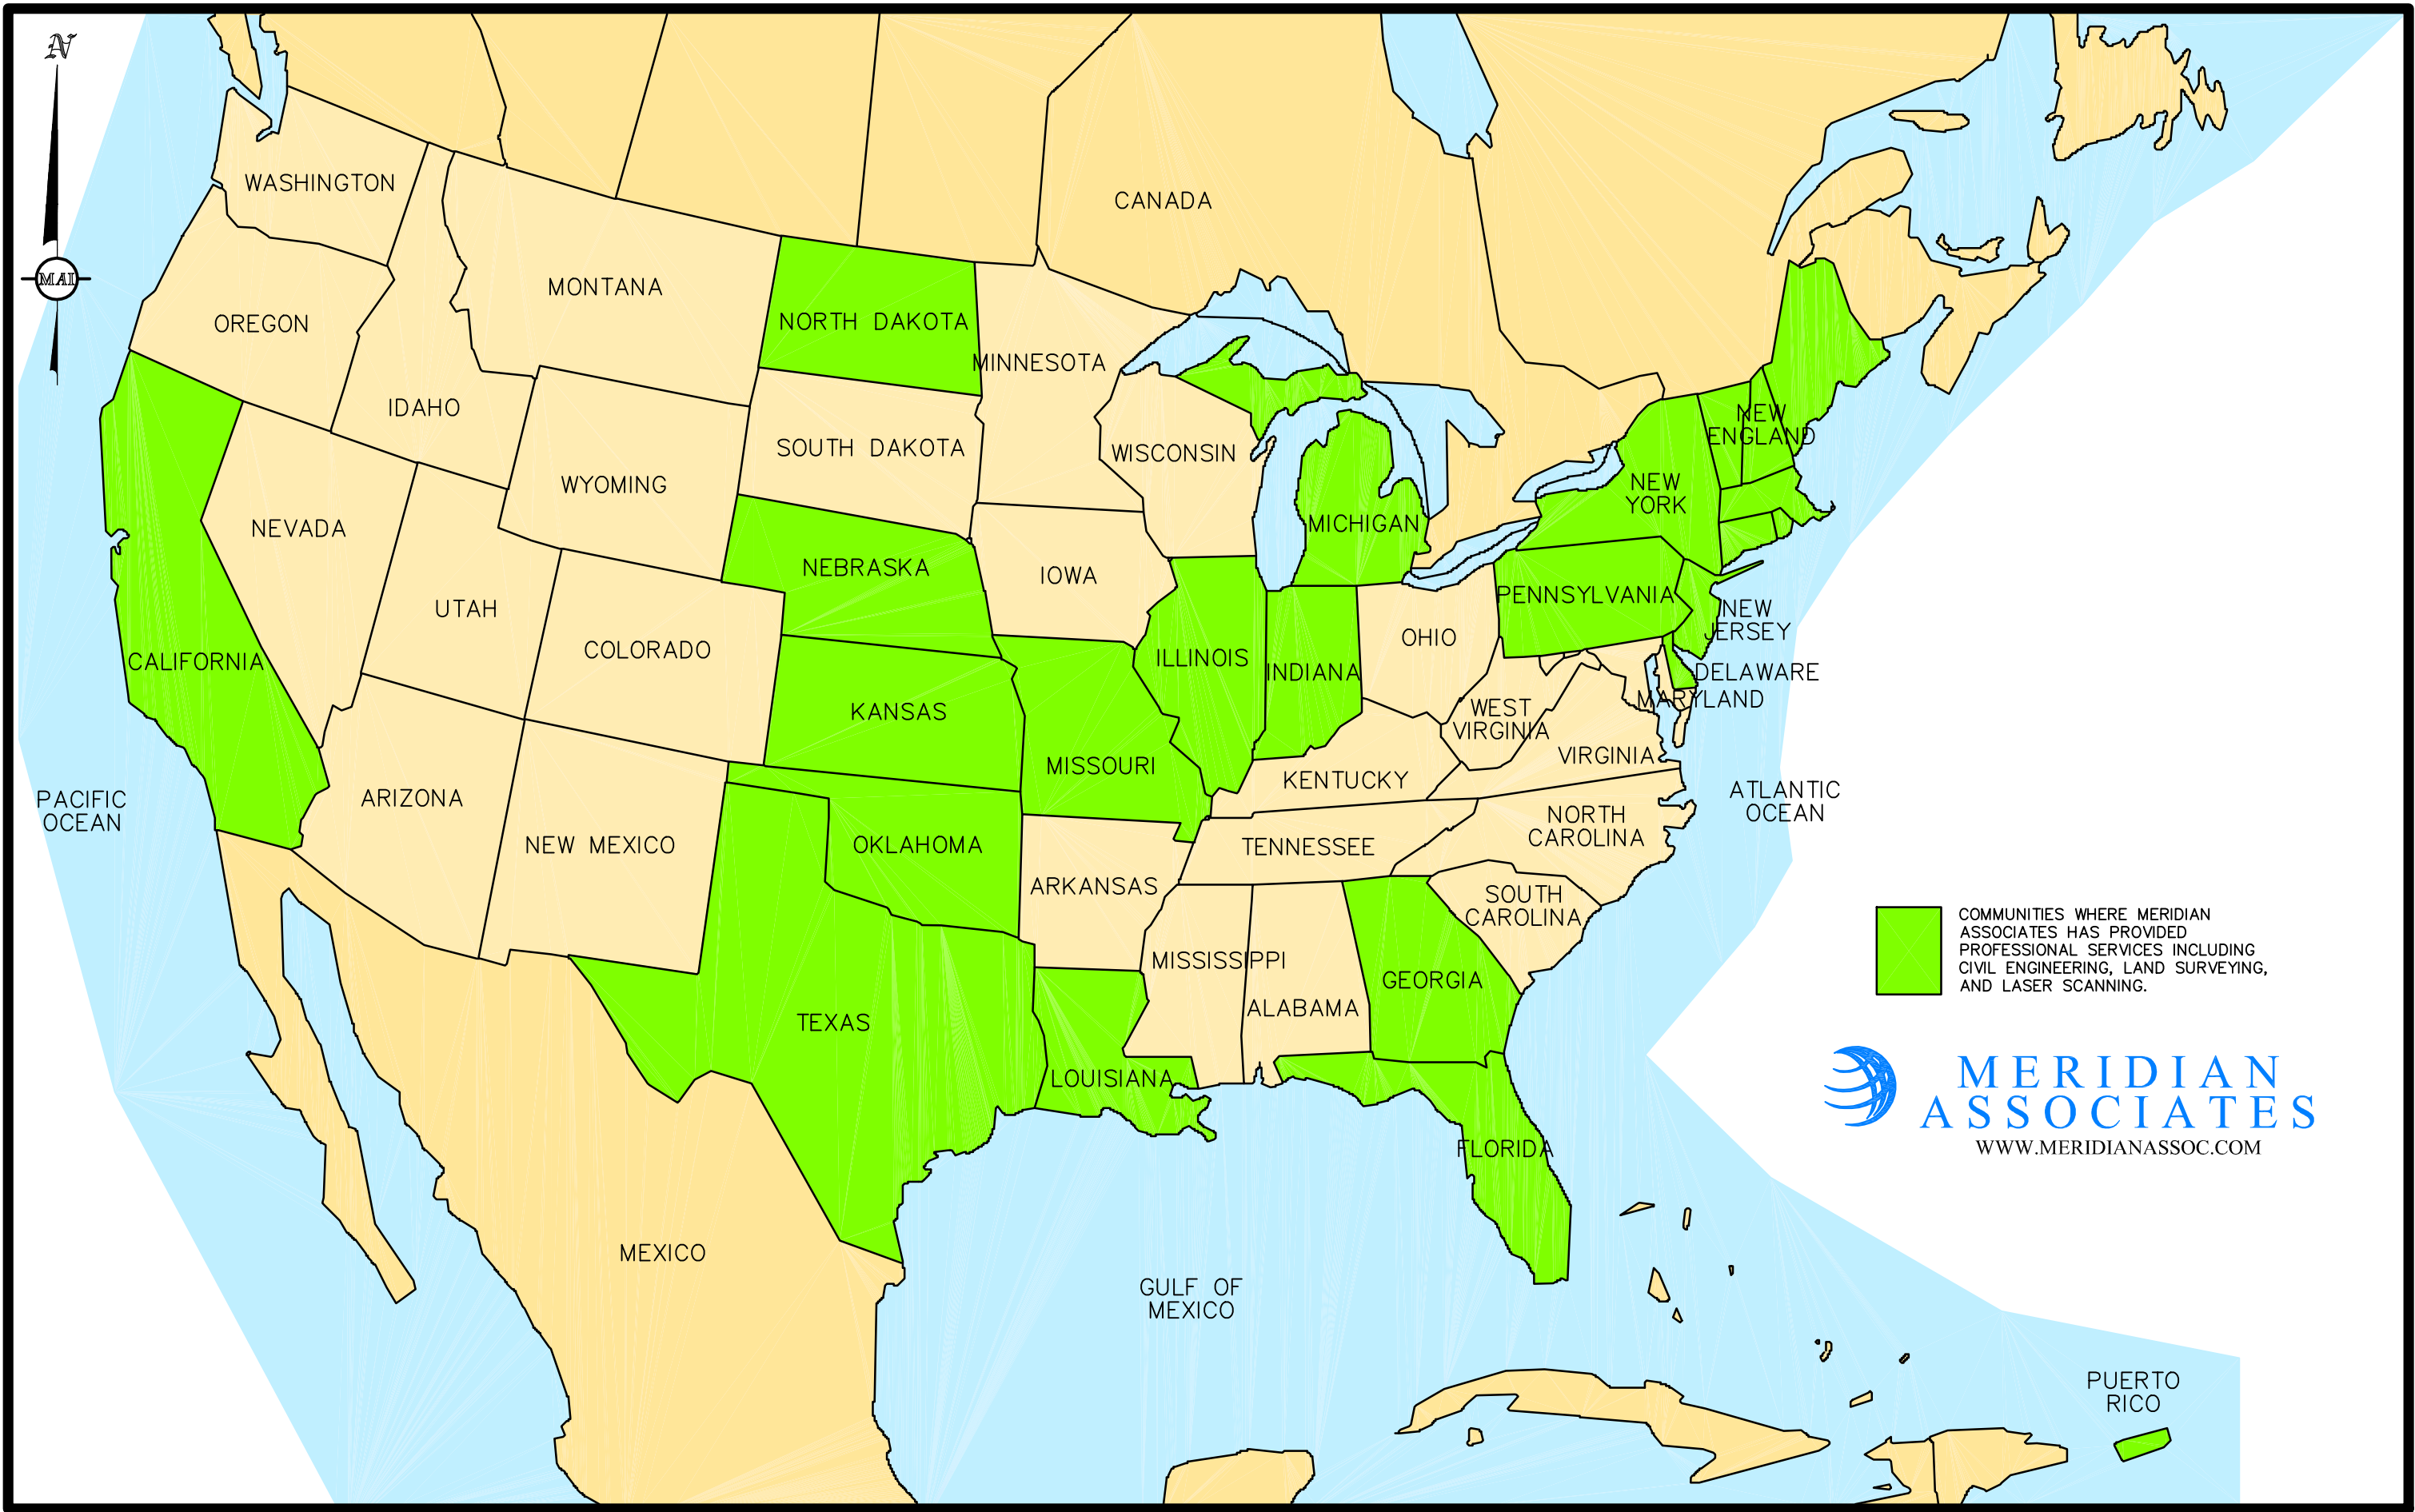 N
MAI
WASHINGTON
OREGON
IDAHO
MONTANA
NORTH DAKOTA
MINNESOTA
CANADA
SOUTH DAKOTA
WISCONSIN
WYOMING
NEVADA
UTAH
COLORADO
CALIFORNIA
NEBRASKA
IOWA
MICHIGAN
NEW
YORK
NEW
ENGLAND
PENNSYLVANIA
NEW
JERSEY
OHIO
ILLINOIS
INDIANA
DELAWARE
MARYLAND
KANSAS
MISSOURI
WEST
VIRGINIA
VIRGINIA
KENTUCKY
PACIFIC
OCEAN
ARIZONA
NEW MEXICO
OKLAHOMA
ARKANSAS
TENNESSEE
NORTH
CAROLINA
ATLANTIC
OCEAN
SOUTH
CAROLINA
MISSISSIPPI
ALABAMA
GEORGIA
TEXAS
LOUISIANA
FLORIDA
COMMUNITIES WHERE MERIDIAN
ASSOCIATES HAS PROVIDED
PROFESSIONAL SERVICES INCLUDING
CIVIL ENGINEERING, LAND SURVEYING,
AND LASER SCANNING.
MERIDIAN
ASSOCIATES
WWW.MERIDIANASSOC.COM
MEXICO
GULF OF
MEXICO
PUERTO
RICO